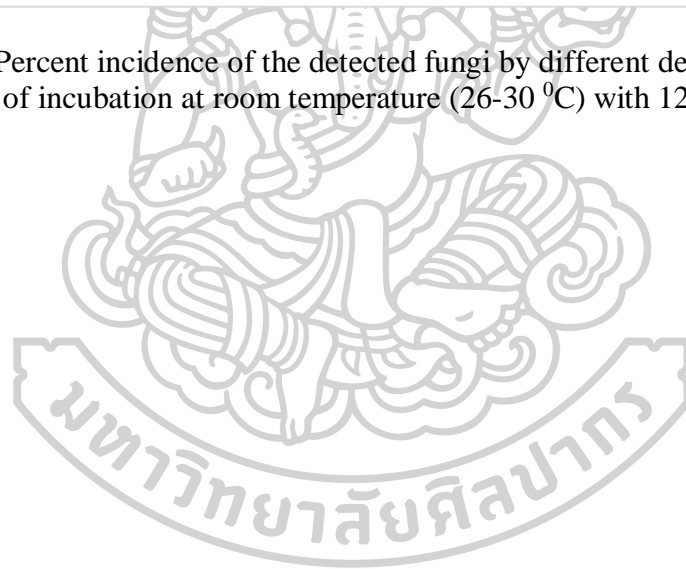 Percent incidence of the detected fungi by different de
of incubation at room temperature (26-30 ⁰C) with 12
มหาวิทยาลัยศิลปากร